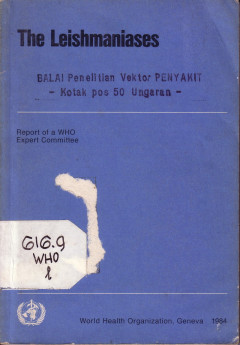 The Leishmaniases
BALAI Penelitian Vektor PENYAKIT
- Kotak pos 50 Ungaran -
Report of a WHO
Expert Committee
616.9
WHO
l
World Health Organization, Geneva 1984